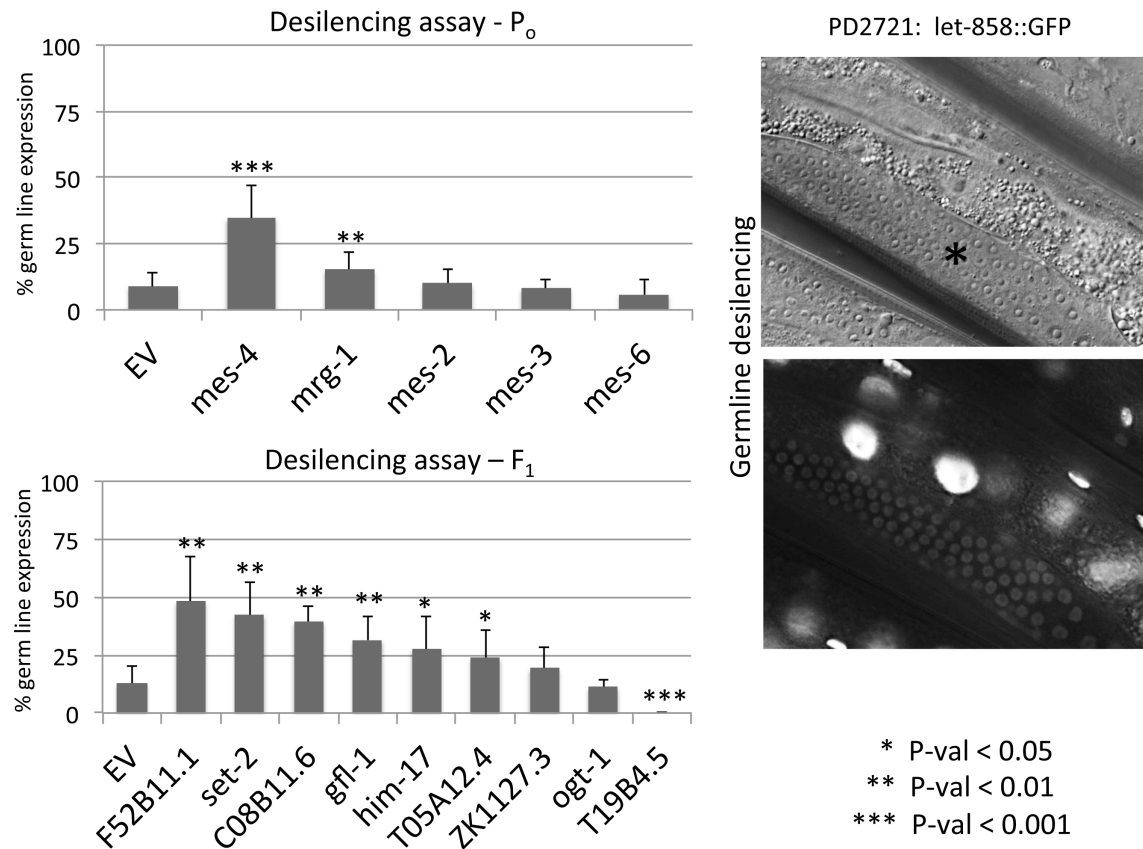 Desilencing assay - Po
100
75
50
25
0
% germ line expression
***
**
EV
mes-4
mrg-1
mes-2
mes-3
mes-6
Desilencing assay – F1
100
75
50
25
0
% germ line expression
**
**
**
**
*
*
***
EV
F52B11.1
set-2
C08B11.6
gfl-1
him-17
T05A12.4
ZK1127.3
ogt-1
T19B4.5
PD2721: let-858::GFP
Germline desilencing
*
* P-val < 0.05
** P-val < 0.01
*** P-val < 0.001